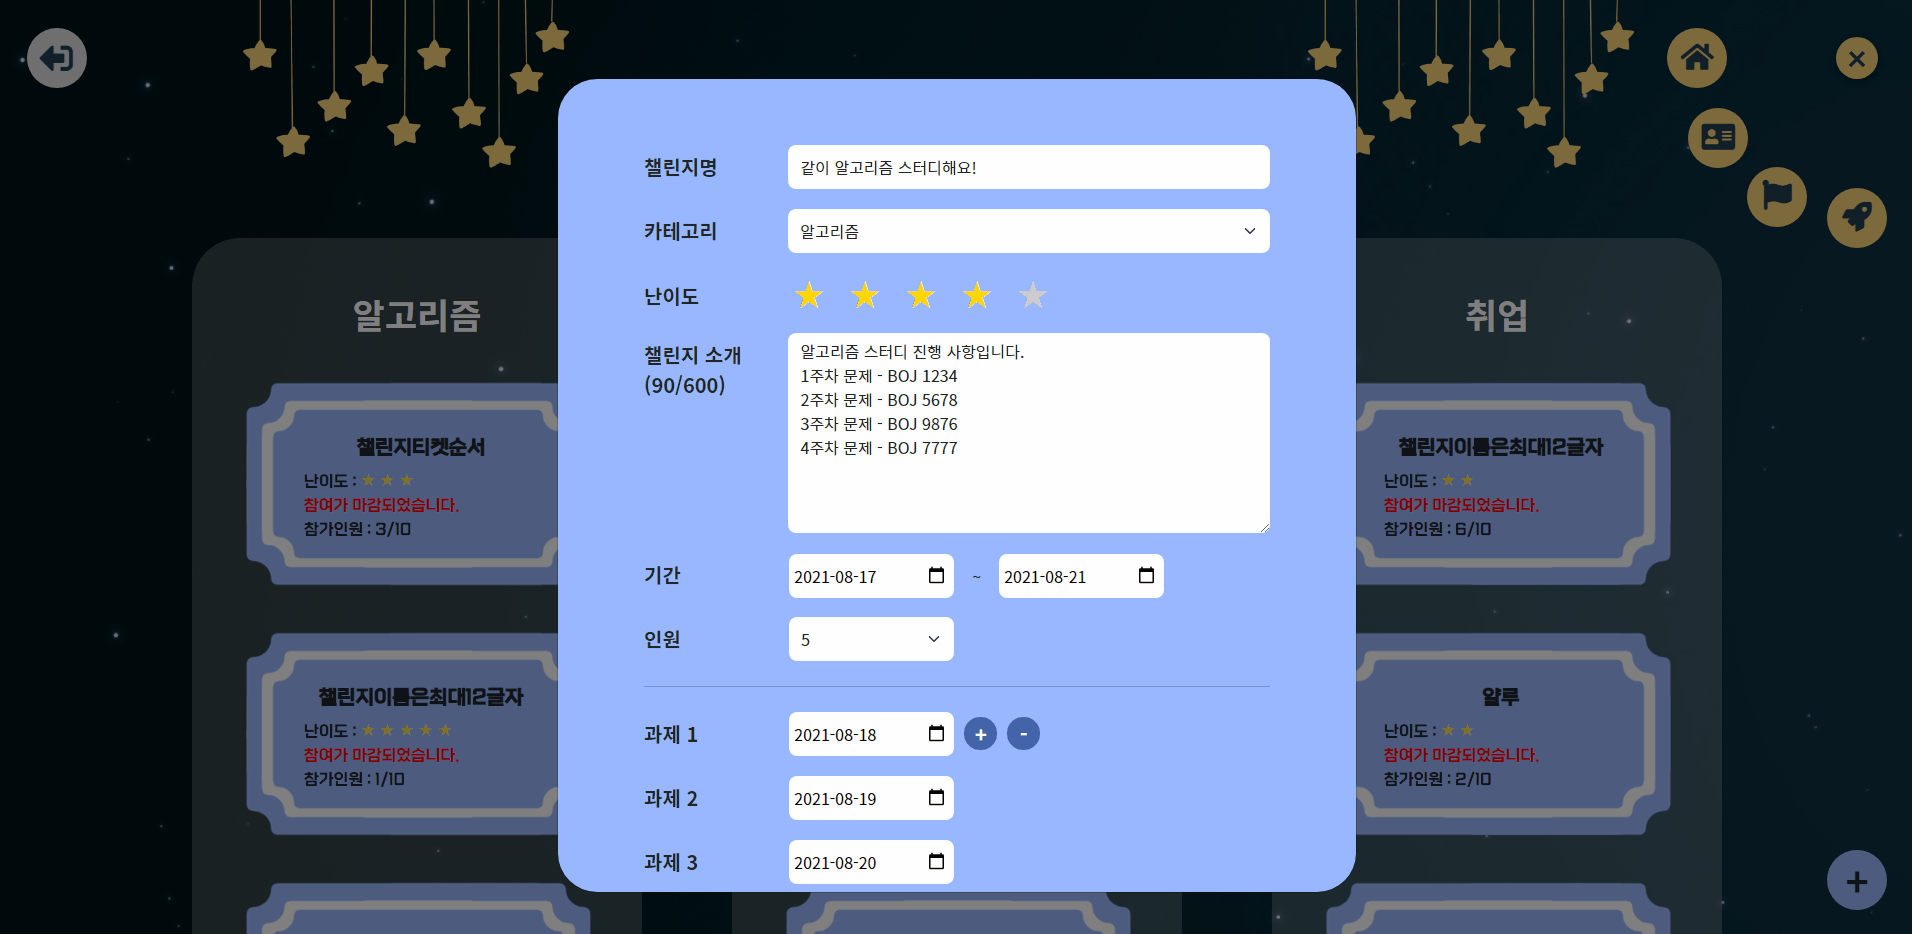 챌린지명
같이 알고리즘 스터디해요!
카테고리
알고리즘
난이도
챌린지 소개
(90/600)
알고리즘 스터디 진행 사항입니다.
1주차 문제 - BOJ 1234
2주차 문제 - BOJ 5678
3주차 문제 - BOJ 9876
4주차 문제 - BOJ 7777
기간
2021-08-17 ~ 2021-08-21
인원
5
과제 1
2021-08-18
+ -
과제 2
2021-08-19
과제 3
2021-08-20
알고리즘
챌린지티켓순서
난이도 : ★ ★ ★
참여가 마감되었습니다.
참가인원 : 3/10
챌린지이름은최대12글자
난이도 : ★ ★ ★ ★ ★
참여가 마감되었습니다.
참가인원 : 1/10
취업
챌린지이름은최대12글자
난이도 : ★ ★
참여가 마감되었습니다.
참가인원 : 6/10
얄루
난이도 : ★ ★
참여가 마감되었습니다.
참가인원 : 2/10